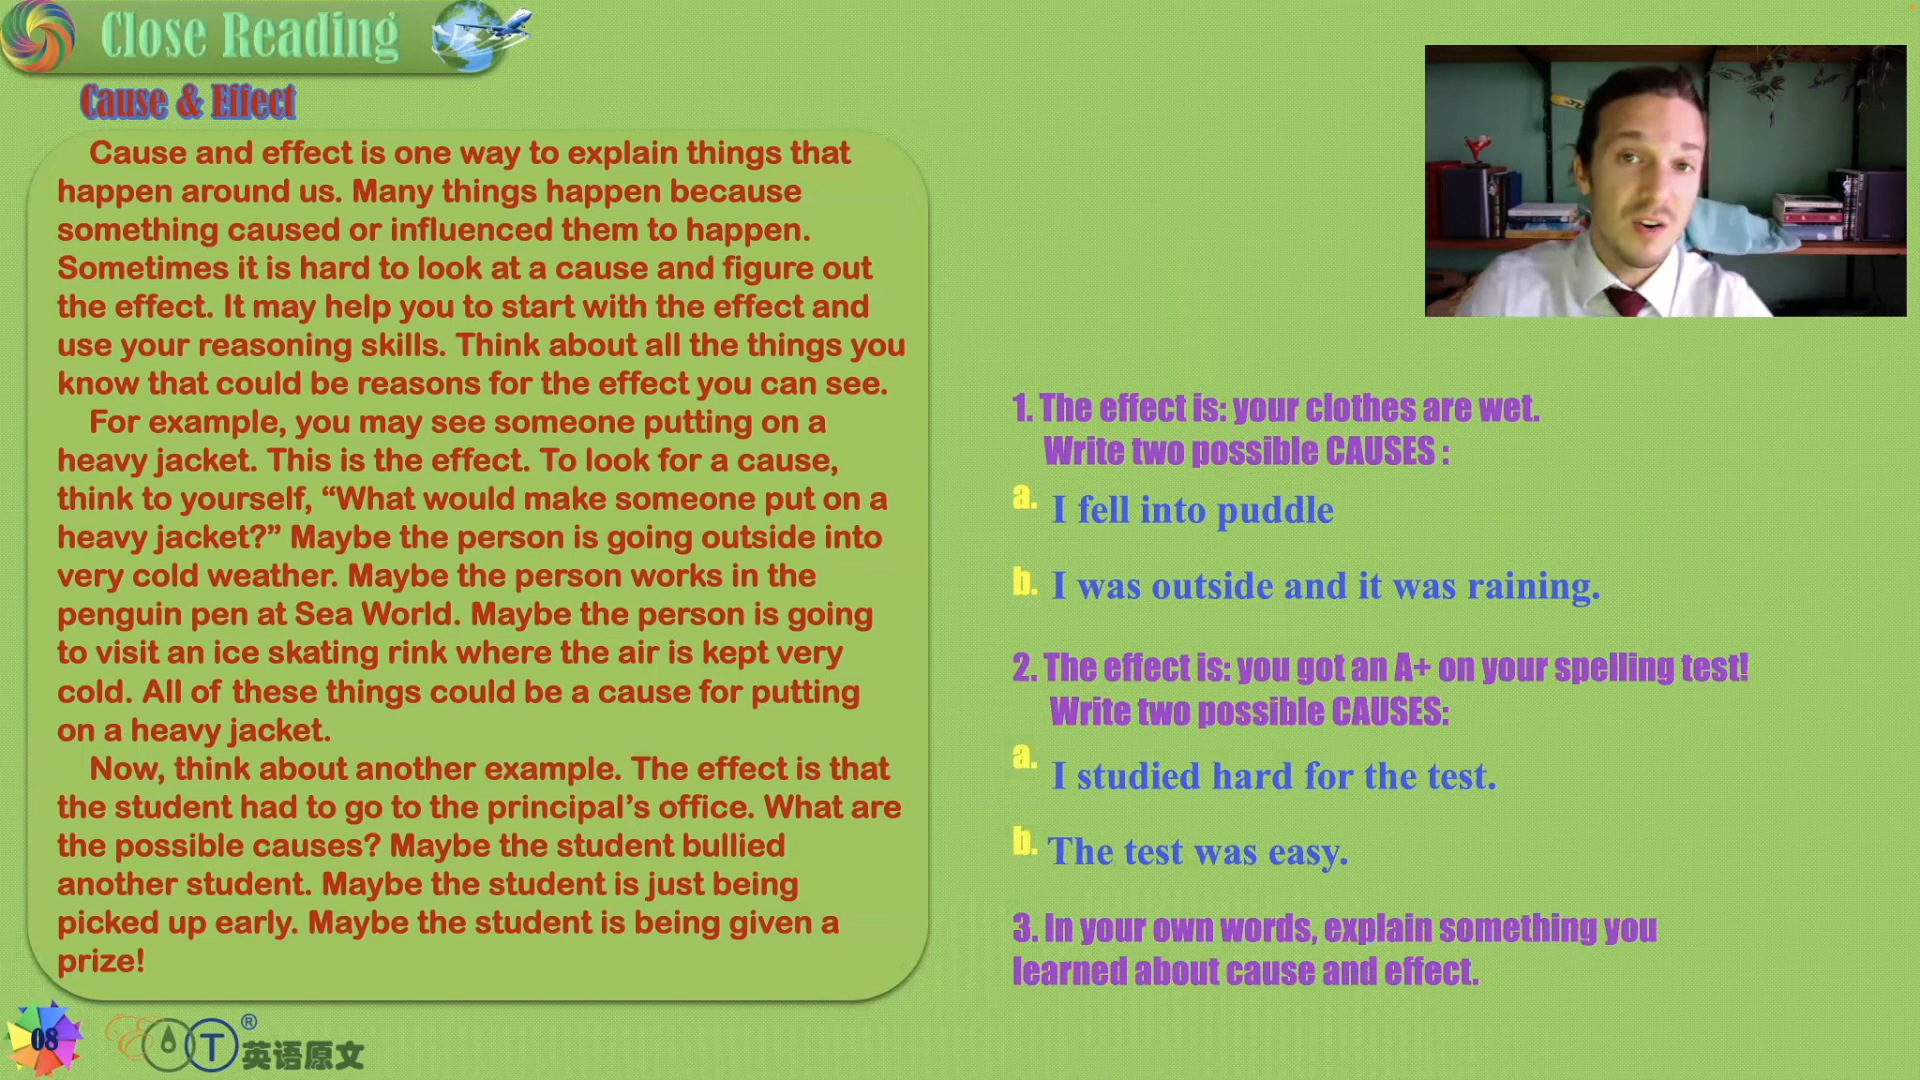 Close Reading
Cause & Effect
Cause and effect is one way to explain things that
happen around us. Many things happen because
something caused or influenced them to happen.
Sometimes it is hard to look at a cause and figure out
the effect. It may help you to start with the effect and
use your reasoning skills. Think about all the things you
know that could be reasons for the effect you can see.
For example, you may see someone putting on a
heavy jacket. This is the effect. To look for a cause,
think to yourself, “What would make someone put on a
heavy jacket?” Maybe the person is going outside into
very cold weather. Maybe the person works in the
penguin pen at Sea World. Maybe the person is going
to visit an ice skating rink where the air is kept very
cold. All of these things could be a cause for putting
on a heavy jacket.
Now, think about another example. The effect is that
the student had to go to the principal’s office. What are
the possible causes? Maybe the student bullied
another student. Maybe the student is just being
picked up early. Maybe the student is being given a
prize!
1. The effect is: your clothes are wet.
Write two possible CAUSES :
a. I fell into puddle
b. I was outside and it was raining.
2. The effect is: you got an A+ on your spelling test!
Write two possible CAUSES:
a. I studied hard for the test.
b. The test was easy.
3. In your own words, explain something you
learned about cause and effect.
08
T ® 英语原文